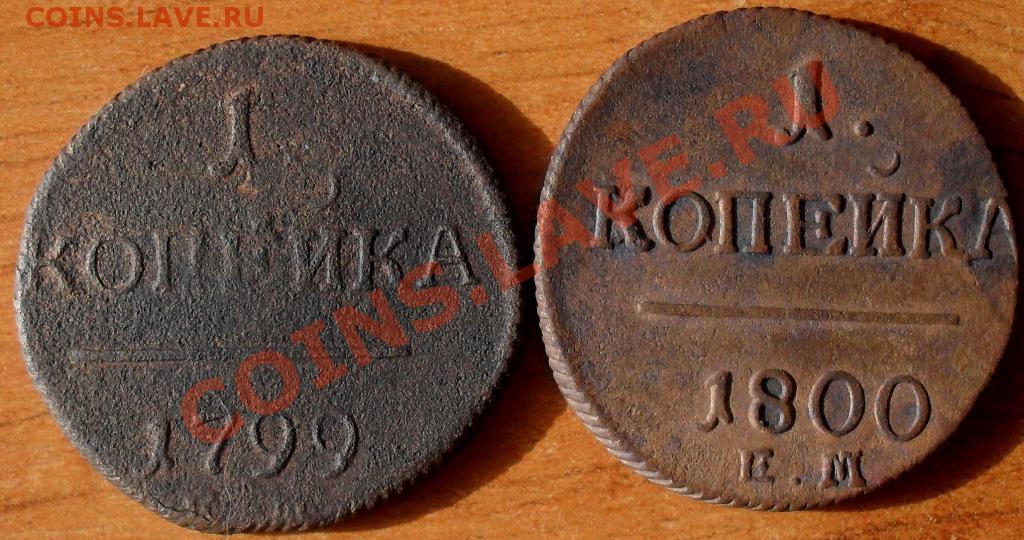 COINS.LAVE.RU
1
КОПЕЙКА
1799
1.
КОПЕЙКА
1800
Е.М
COINS.LAVE.RU